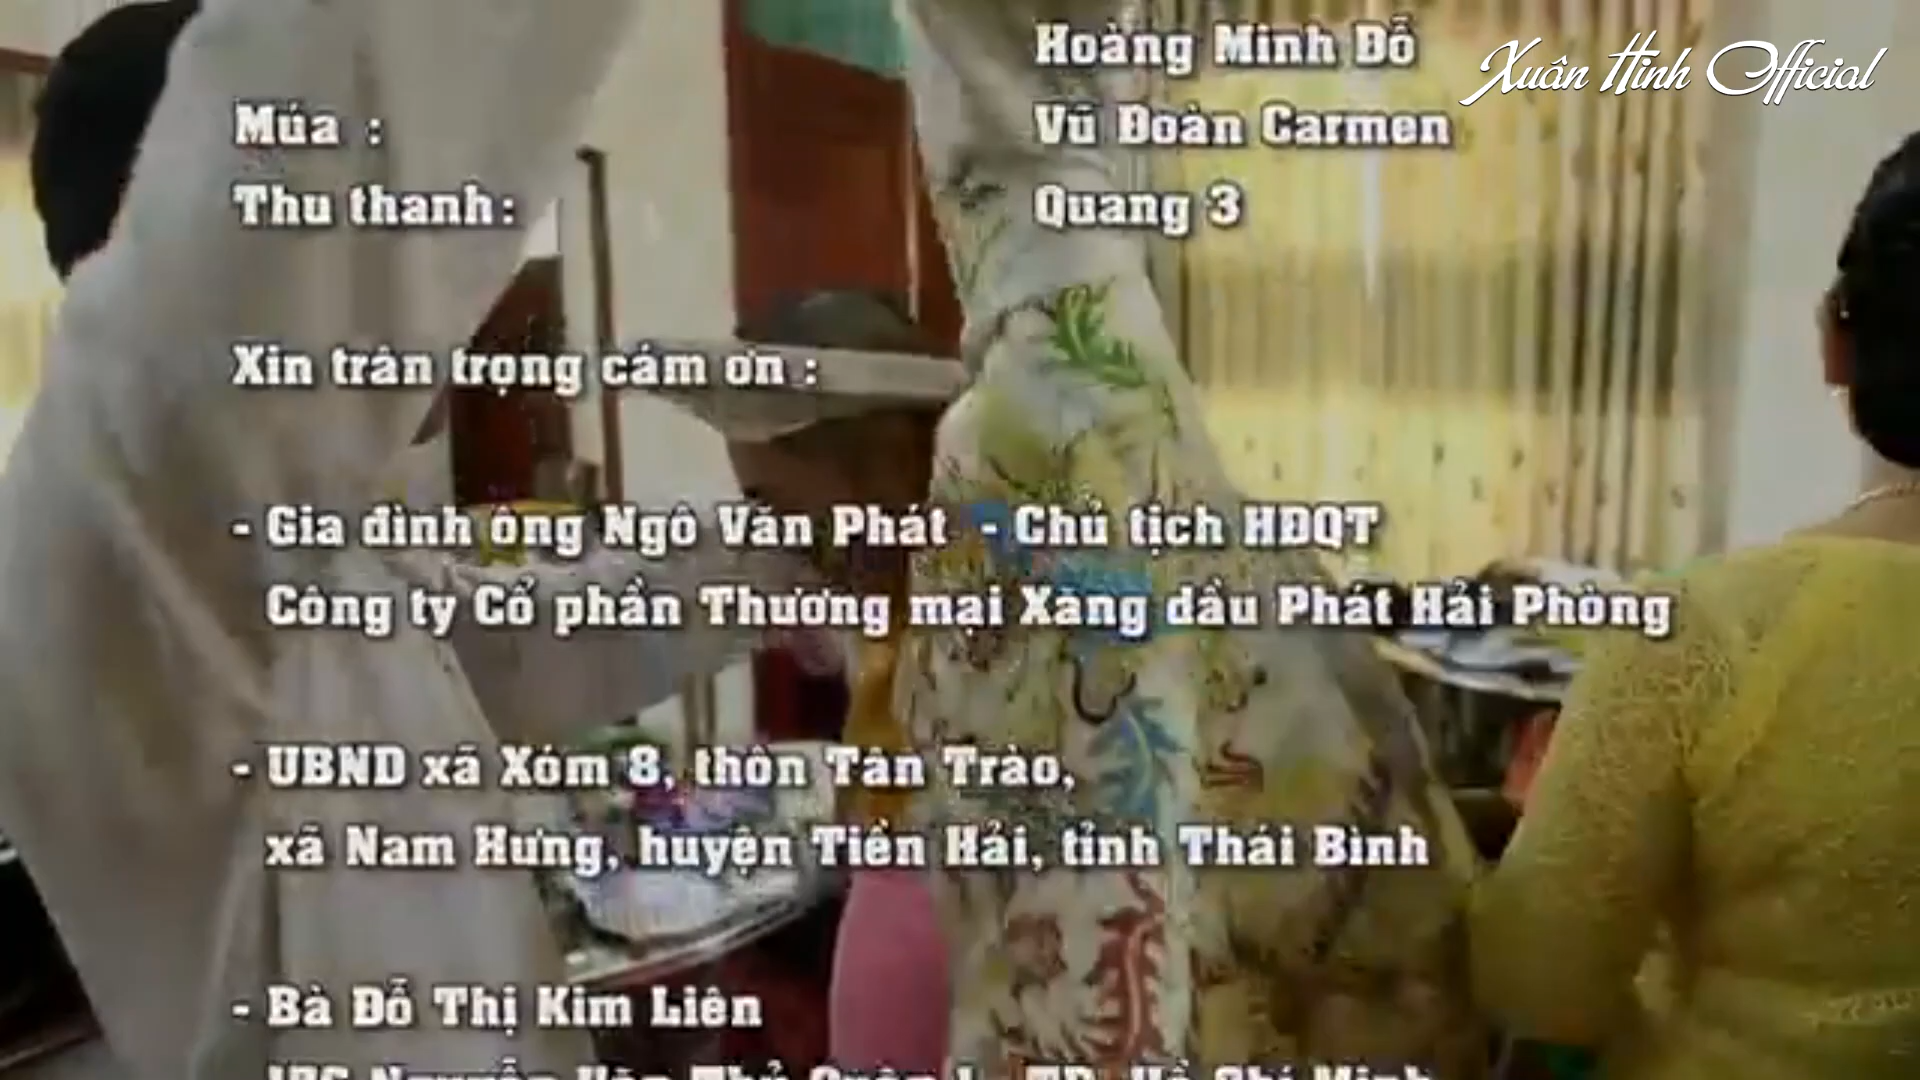 Hoàng Minh Đỗ
Xuân Hinh Official
Múa : Vũ Đoàn Carmen
Thu thanh: Quang 3
Xin trân trọng cám ơn :
- Gia đình ông Ngô Văn Phát - Chủ tịch HĐQT
Công ty Cổ phần Thương mại Xăng dầu Phát Hải Phòng
- UBND xã Xóm 8, thôn Tân Trào,
xã Nam Hưng, huyện Tiền Hải, tỉnh Thái Bình
- Bà Đỗ Thị Kim Liên